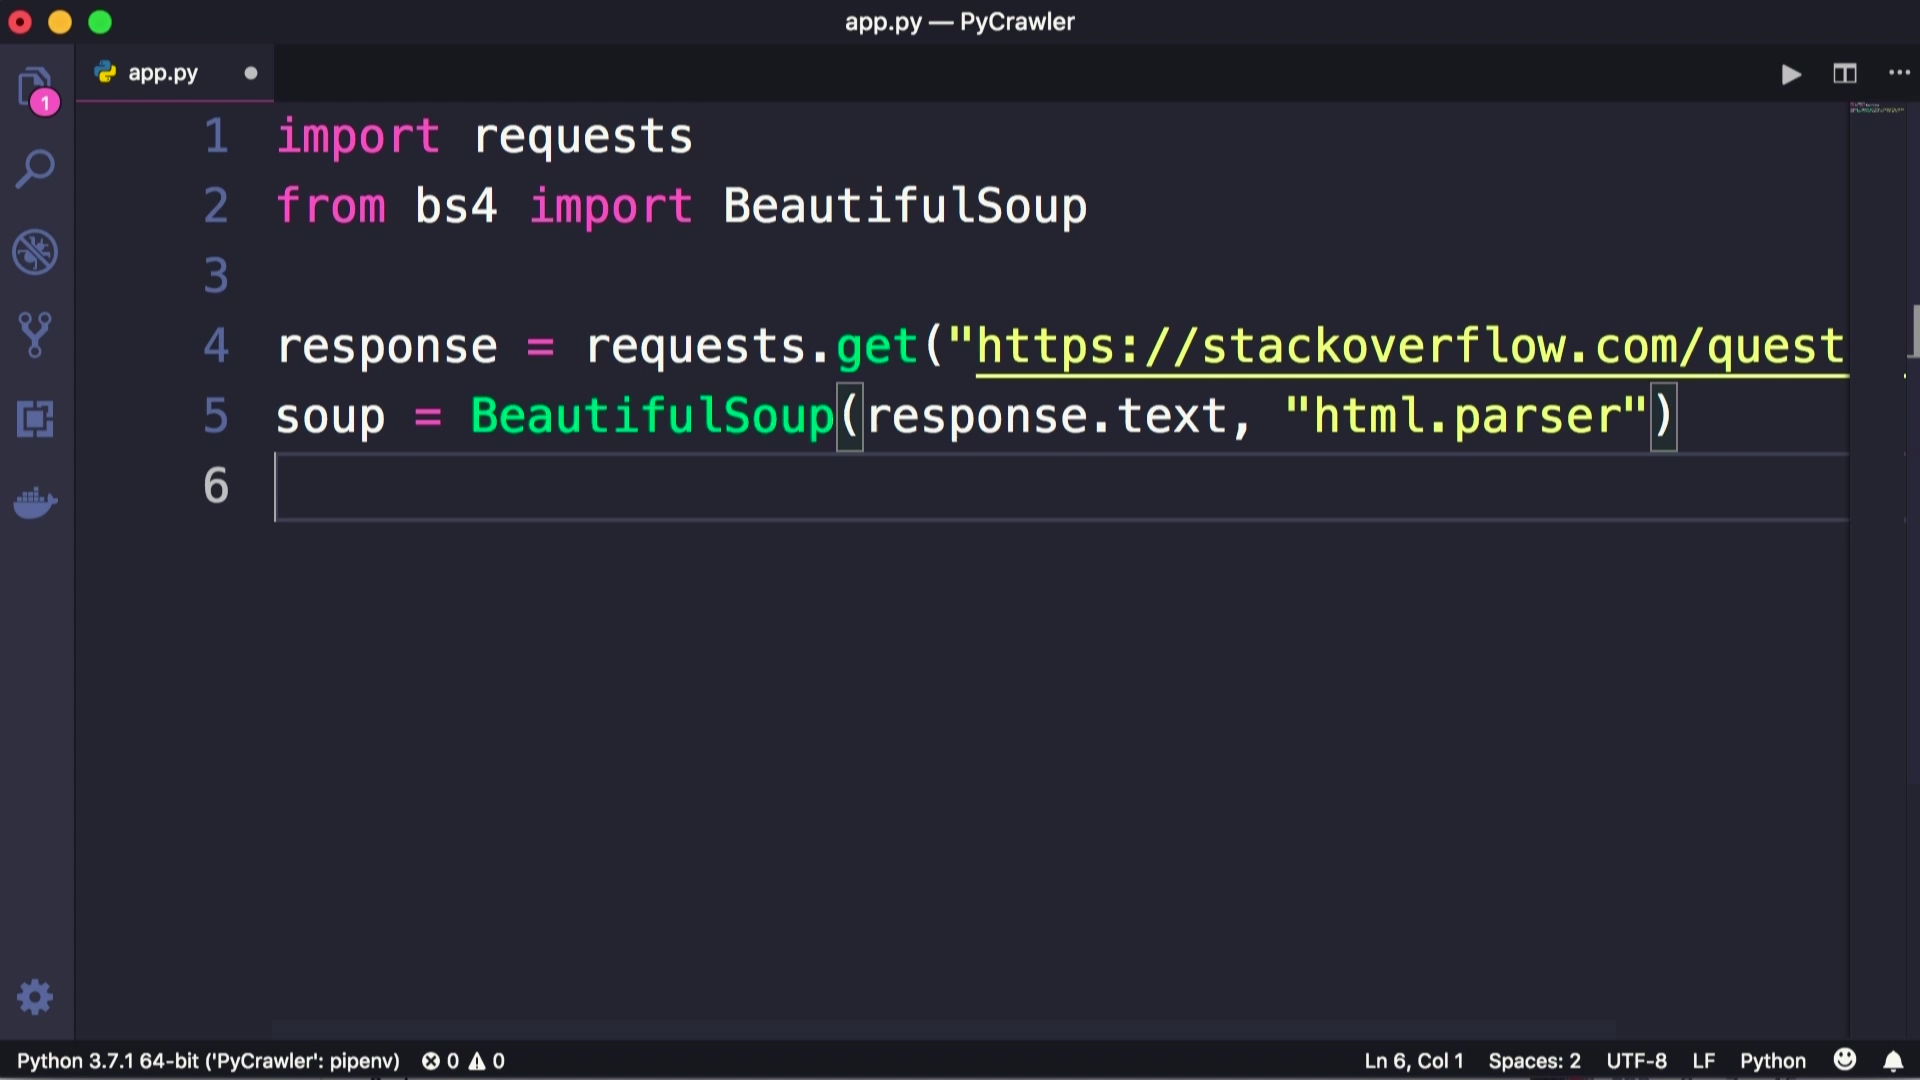 app.py — PyCrawler
app.py
1
1 import requests
2 from bs4 import BeautifulSoup
3
4 response = requests.get("https://stackoverflow.com/quest
5 soup = BeautifulSoup(response.text, "html.parser")
6
Python 3.7.1 64-bit ('PyCrawler': pipenv) 0 0 Ln 6, Col 1 Spaces: 2 UTF-8 LF Python